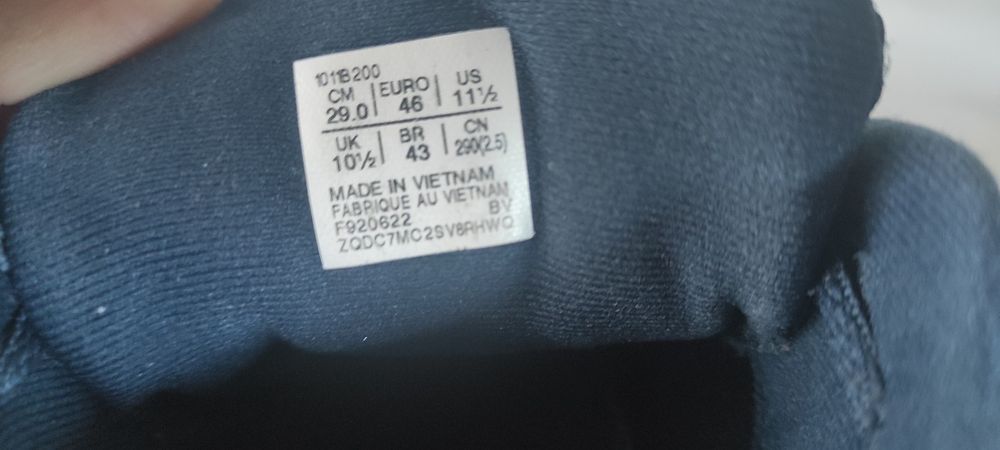 1011B200
CM | EURO | US
29.0 | 46 | 11½
UK | BR | CN
10½ | 43 | 290(2.5)
MADE IN VIETNAM
FABRIQUE AU VIETNAM
F920622 BV
ZQDC7MC2SV8RHWQ